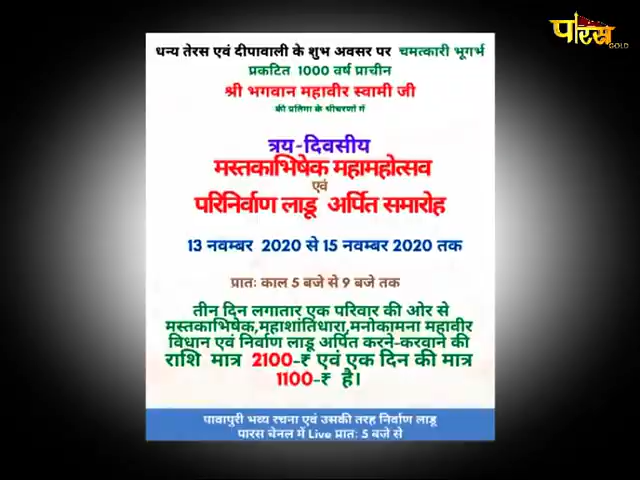 पारस
GOLD
धन्य तेरस एवं दीपावली के शुभ अवसर पर चमत्कारी भूगर्भ
प्रकटित 1000 वर्ष प्राचीन
श्री भगवान महावीर स्वामी जी
की प्रतिमा के श्रीचरणों में
त्रय-दिवसीय
मस्तकाभिषेक महामहोत्सव
एवं
परिनिर्वाण लाडू अर्पित समारोह
13 नवम्बर 2020 से 15 नवम्बर 2020 तक
प्रातः काल 5 बजे से 9 बजे तक
तीन दिन लगातार एक परिवार की ओर से
मस्तकाभिषेक,महाशांतिधारा,मनोकामना महावीर
विधान एवं निर्वाण लाडू अर्पित करने-करवाने की
राशि मात्र 2100-₹ एवं एक दिन की मात्र
1100-₹ है।
पावापुरी भव्य रचना एवं उसकी तरह निर्वाण लाडू
पारस चेनल में Live प्रातः 5 बजे से